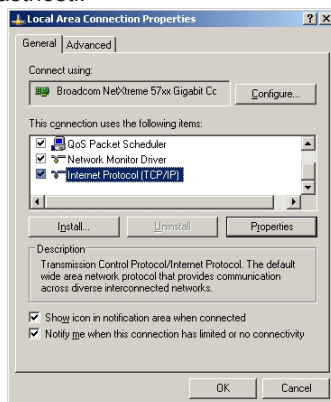 Local Area Connection Properties
General Advanced
Connect using:
Broadcom NetXtreme 57xx Gigabit Cc
Configure...
This connection uses the following items:
QoS Packet Scheduler
Network Monitor Driver
Internet Protocol (TCP/IP)
Install... Uninstall Properties
Description
Transmission Control Protocol/Internet Protocol. The default
wide area network protocol that provides communication
across diverse interconnected networks.
Show icon in notification area when connected
Notify me when this connection has limited or no connectivity
OK Cancel